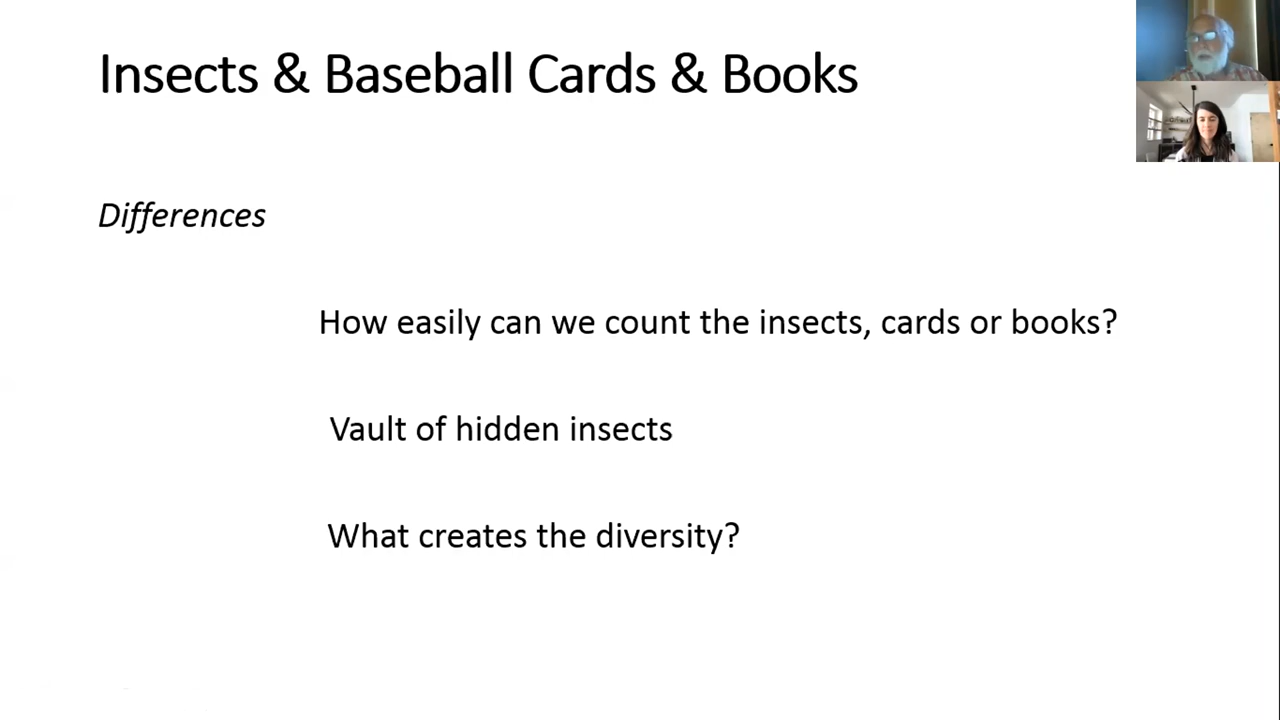 Insects & Baseball Cards & Books
Differences
How easily can we count the insects, cards or books?
Vault of hidden insects
What creates the diversity?